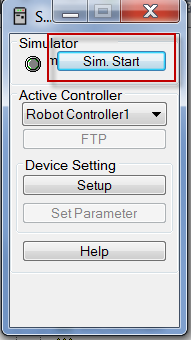 S...
Simulator
Sim. Start
Active Controller
Robot Controller1
FTP
Device Setting
Setup
Set Parameter
Help